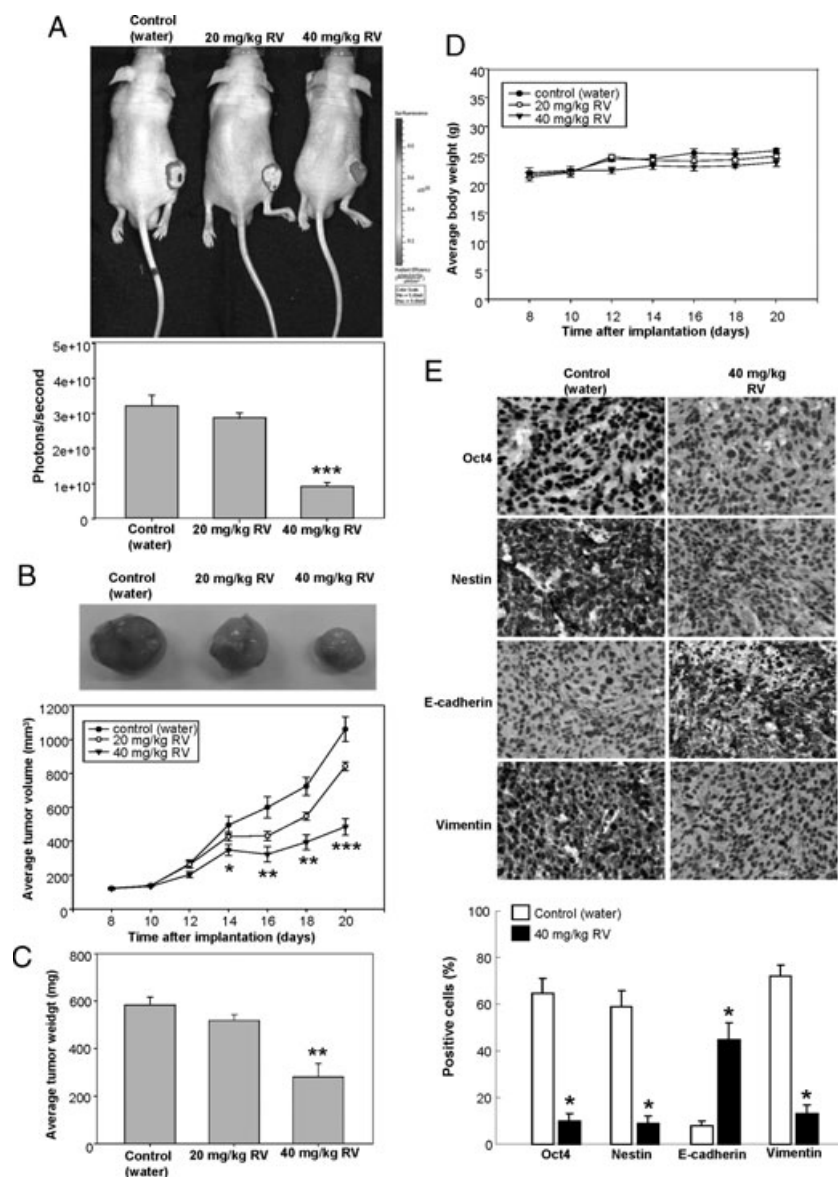 A
Control
(water)
20 mg/kg RV
40 mg/kg RV
Photons/second
5e+10
4e+10
3e+10
2e+10
1e+10
0
***
Control
(water)
20 mg/kg RV
40 mg/kg RV
B
Control
(water)
20 mg/kg RV
40 mg/kg RV
Average tumor volume (mm³)
1200
1000
800
600
400
200
0
control (water)
20 mg/kg RV
40 mg/kg RV
*
**
**
***
8 10 12 14 16 18 20
Time after implantation (days)
C
Average tumor weidgt (mg)
800
600
400
200
0
**
Control
(water)
20 mg/kg RV
40 mg/kg RV
D
Average body weight (g)
40
35
30
25
20
15
10
5
0
control (water)
20 mg/kg RV
40 mg/kg RV
8 10 12 14 16 18 20
Time after implantation (days)
E
Control
(water)
40 mg/kg
RV
Oct4
Nestin
E-cadherin
Vimentin
Positive cells (%)
100
80
60
40
20
0
Control (water)
40 mg/kg RV
*
*
*
*
Oct4 Nestin E-cadherin Vimentin